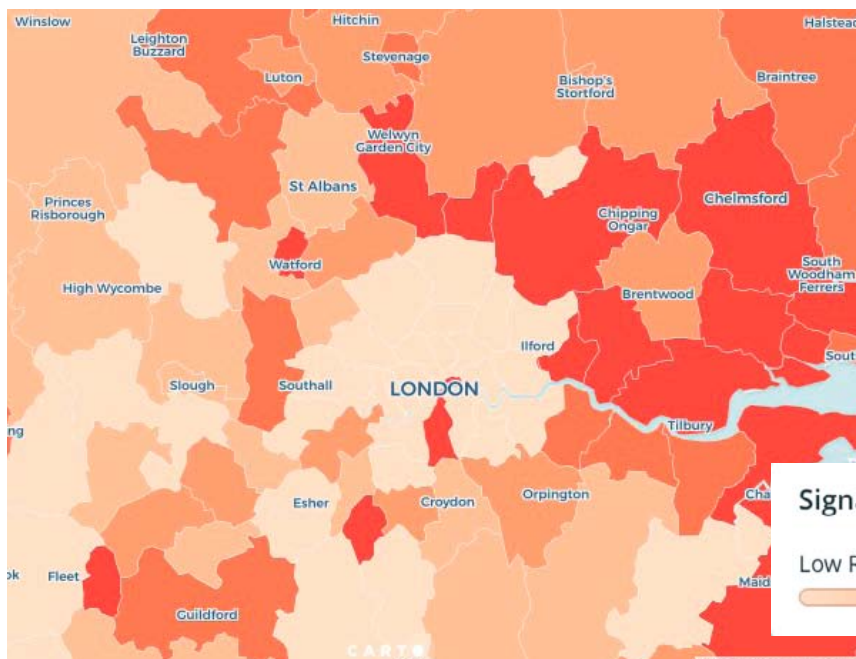 Winslow
Hitchin
Halstead
Leighton
Buzzard
Stevenage
Luton
Bishop's
Stortford
Braintree
Welwyn
Garden City
St Albans
Princes
Risborough
Chelmsford
Chipping
Ongar
Watford
South
Woodham
Ferrers
High Wycombe
Brentwood
Ilford
Slough
Southall
LONDON
Tilbury
Esher
Croydon
Orpington
Fleet
Guildford
CARTO